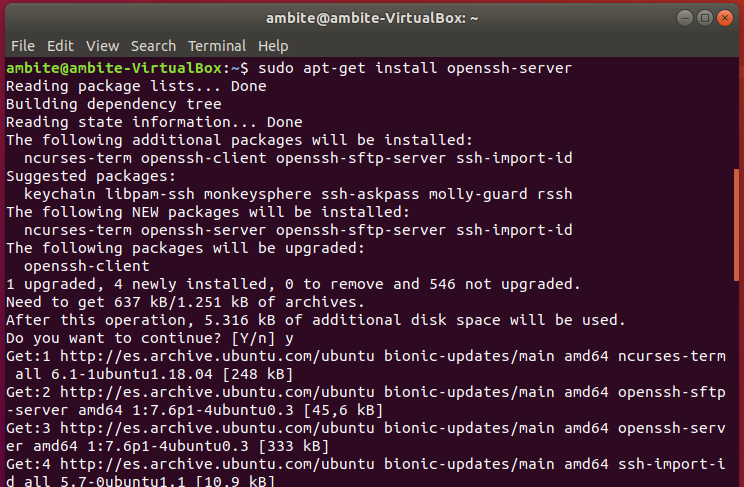 ambite@ambite-VirtualBox: ~
File Edit View Search Terminal Help
ambite@ambite-VirtualBox:~$ sudo apt-get install openssh-server
Reading package lists... Done
Building dependency tree
Reading state information... Done
The following additional packages will be installed:
  ncurses-term openssh-client openssh-sftp-server ssh-import-id
Suggested packages:
  keychain libpam-ssh monkeysphere ssh-askpass molly-guard rssh
The following NEW packages will be installed:
  ncurses-term openssh-server openssh-sftp-server ssh-import-id
The following packages will be upgraded:
  openssh-client
1 upgraded, 4 newly installed, 0 to remove and 546 not upgraded.
Need to get 637 kB/1.251 kB of archives.
After this operation, 5.316 kB of additional disk space will be used.
Do you want to continue? [Y/n] y
Get:1 http://es.archive.ubuntu.com/ubuntu bionic-updates/main amd64 ncurses-term
 all 6.1-1ubuntu1.18.04 [248 kB]
Get:2 http://es.archive.ubuntu.com/ubuntu bionic-updates/main amd64 openssh-sftp
-server amd64 1:7.6p1-4ubuntu0.3 [45,6 kB]
Get:3 http://es.archive.ubuntu.com/ubuntu bionic-updates/main amd64 openssh-serv
er amd64 1:7.6p1-4ubuntu0.3 [333 kB]
Get:4 http://es.archive.ubuntu.com/ubuntu bionic-updates/main amd64 ssh-import-i
d all 5.7-0ubuntu1.1 [10,9 kB]